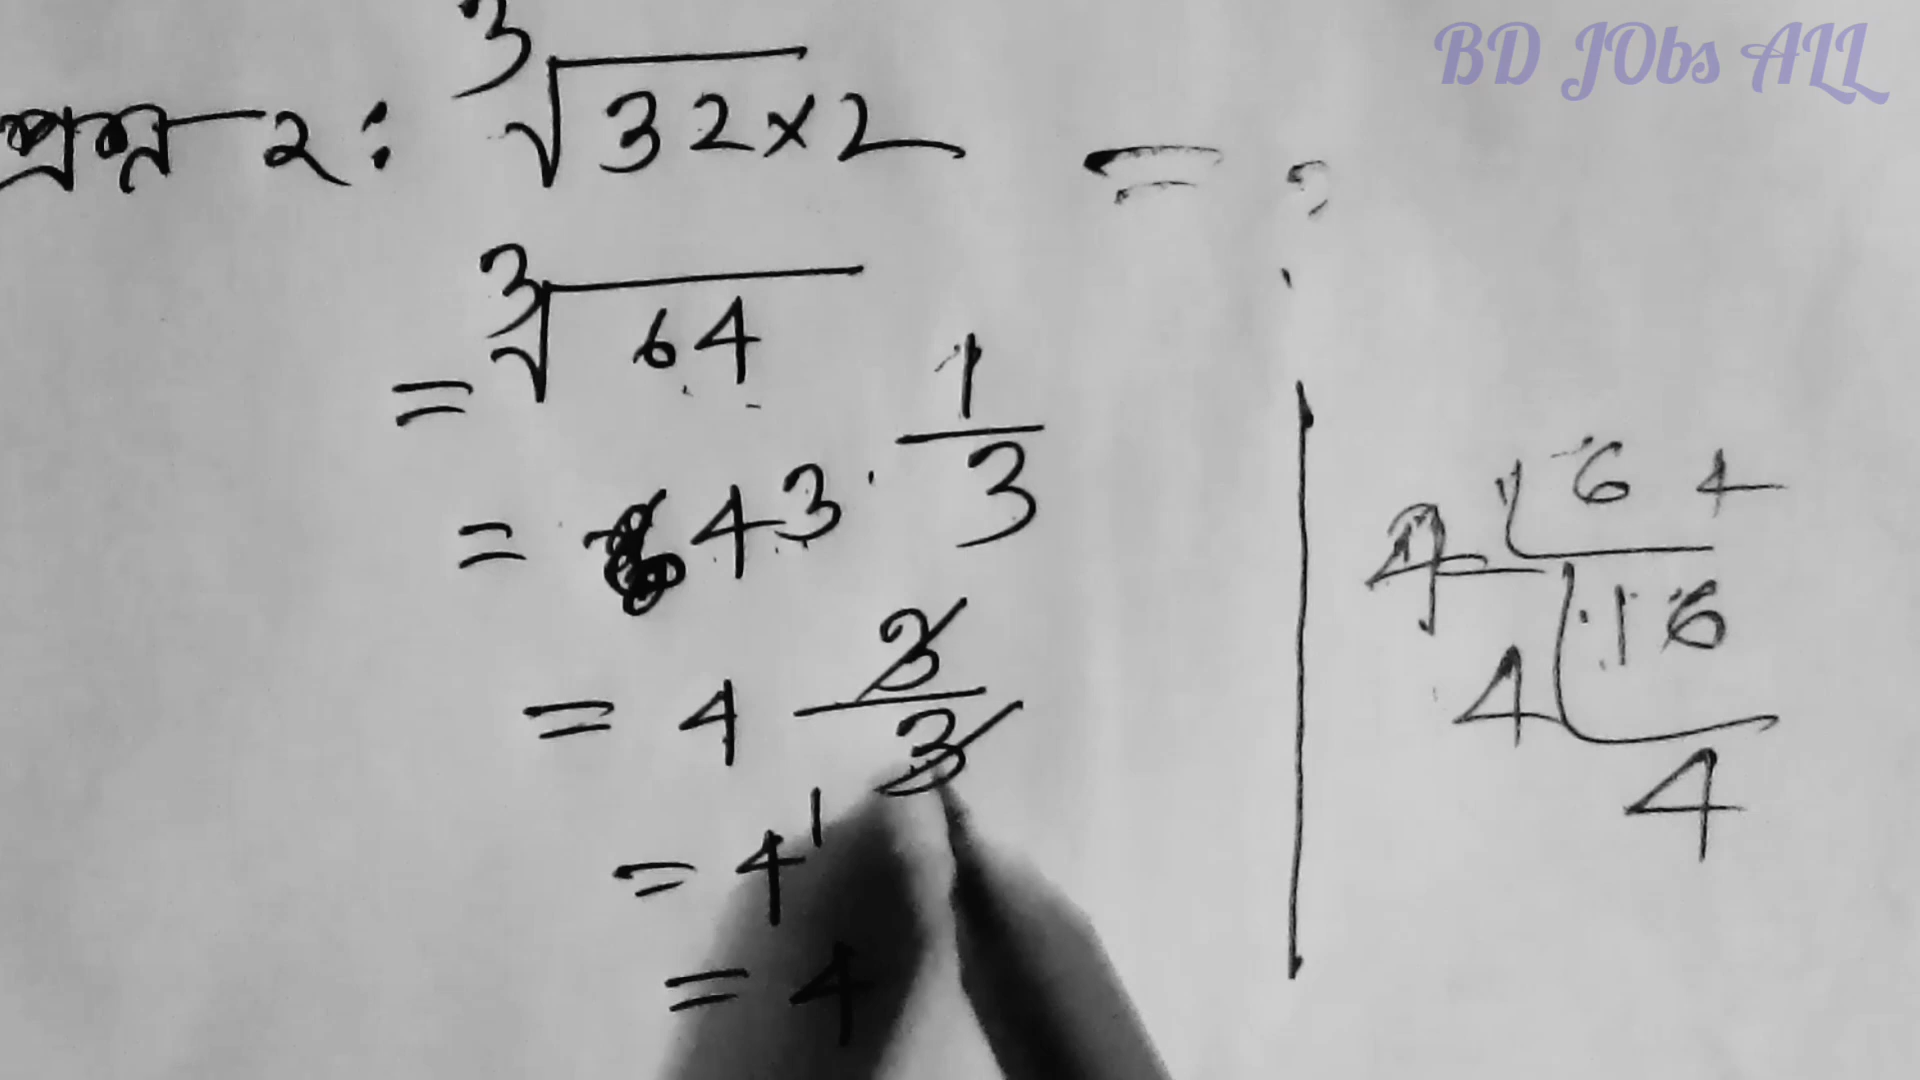 BD JObs ALL
প্রশ্ন ২: ∛32×2 = ?
= ∛64
= 4^3·1/3
= 4^3/3
= 4^1
= 4
4 | 64
4 | 16
4